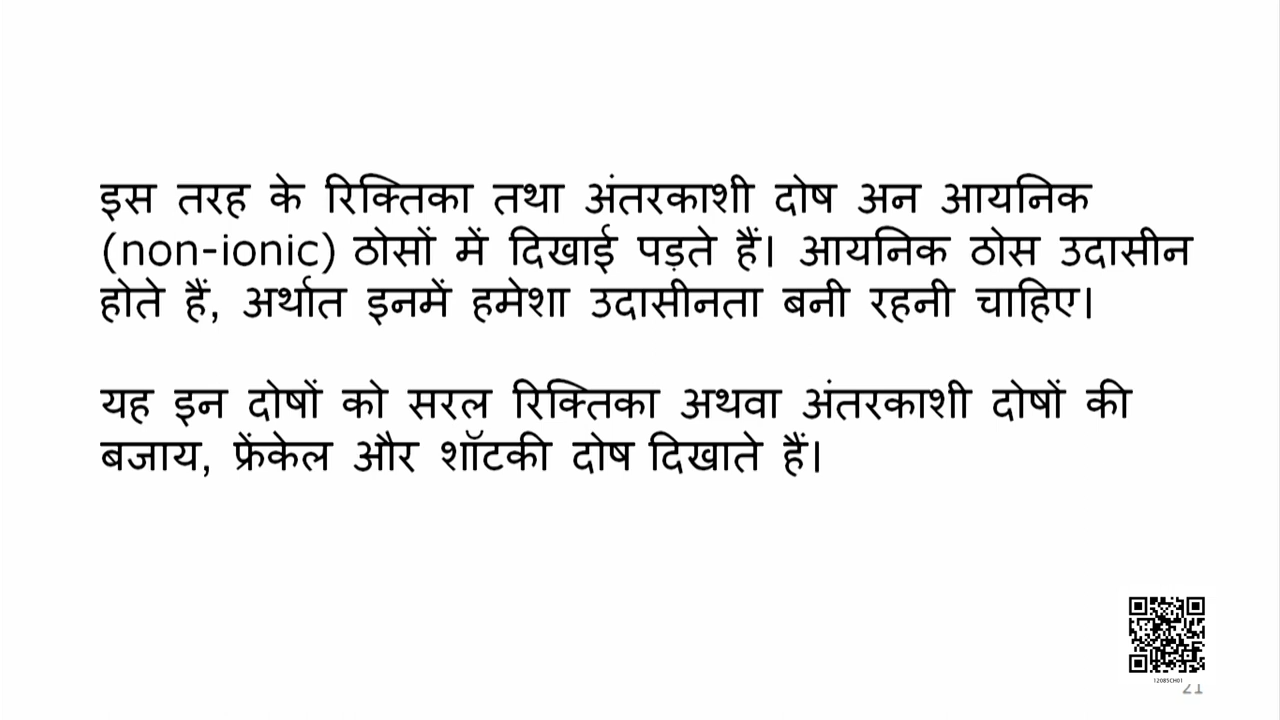 इस तरह के रिक्तिका तथा अंतरकाशी दोष अन आयनिक
(non-ionic) ठोसों में दिखाई पड़ते हैं। आयनिक ठोस उदासीन
होते हैं, अर्थात इनमें हमेशा उदासीनता बनी रहनी चाहिए।
यह इन दोषों को सरल रिक्तिका अथवा अंतरकाशी दोषों की
बजाय, फ्रेंकेल और शॉटकी दोष दिखाते हैं।
12085CH01
21